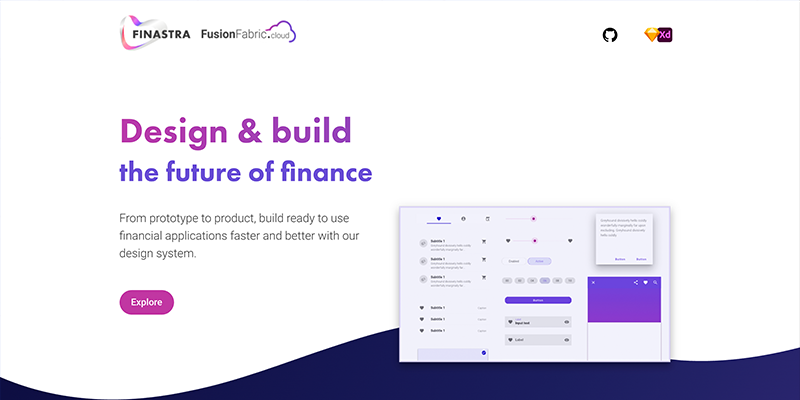 FINASTRA FusionFabric.cloud
Xd
Design & build
the future of finance
From prototype to product, build ready to use
financial applications faster and better with our
design system.
Explore
Subtitle 1
Subtitle 1
Subtitle 1
Subtitle 1
Subtitle 1
Subtitle 1
Button
Input text
Label
Button Button